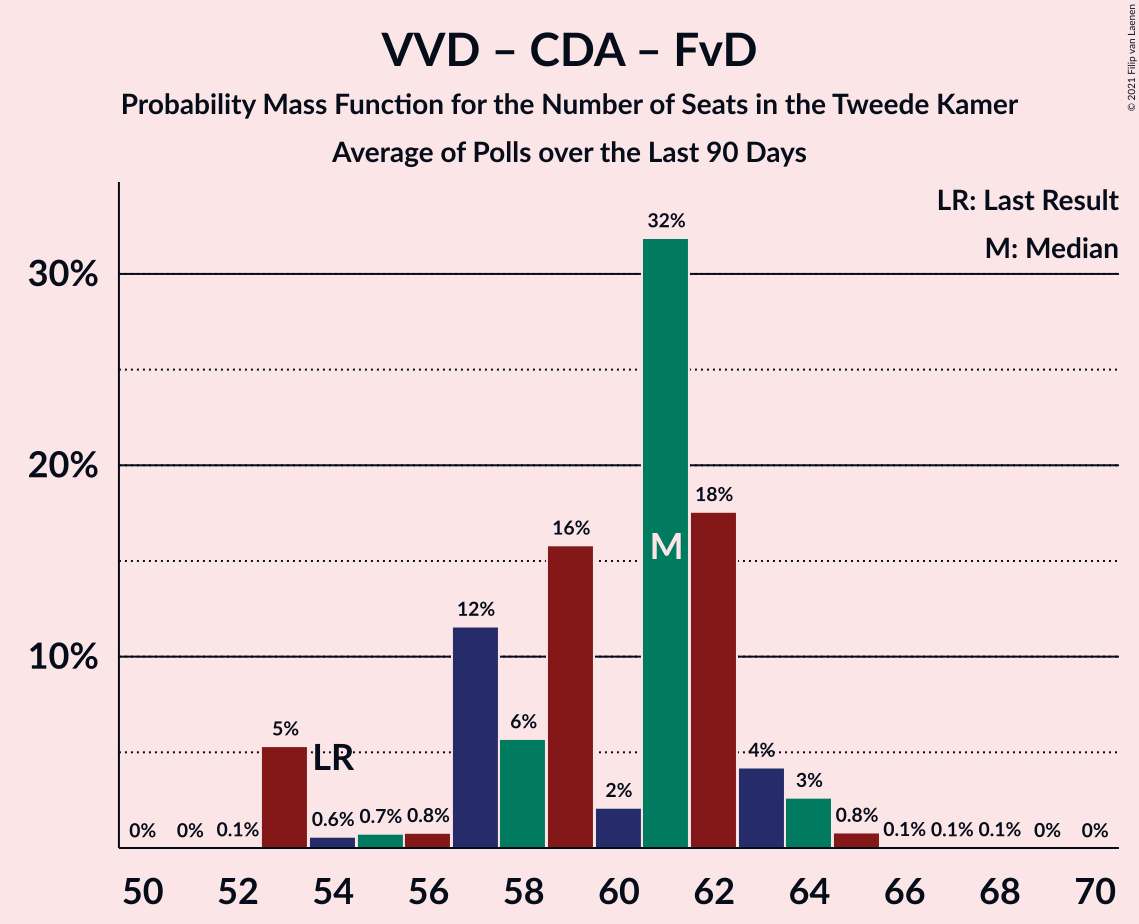 VVD – CDA – FvD
Probability Mass Function for the Number of Seats in the Tweede Kamer
Average of Polls over the Last 90 Days
© 2021 Filip van Laenen
LR: Last Result
M: Median
30%
20%
10%
0%
0%
0.1%
5%
LR
0.6%
0.7%
0.8%
12%
6%
16%
2%
32%
M
18%
4%
3%
0.8%
0.1%
0.1%
0.1%
0%
0%
50 52 54 56 58 60 62 64 66 68 70